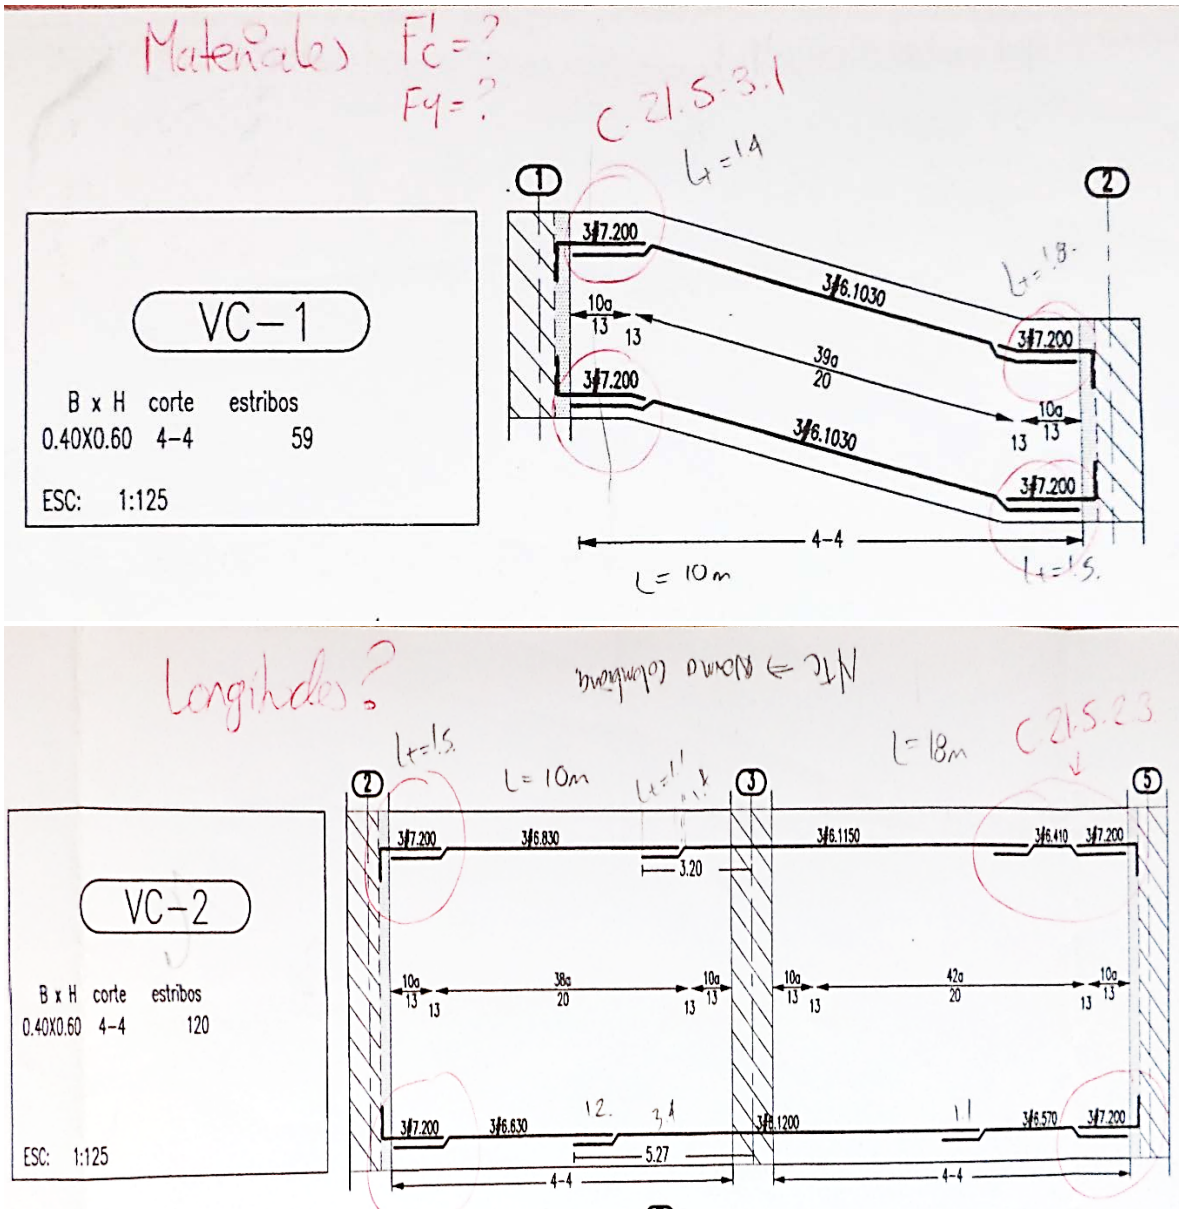 Materiales F'c=?
Fy=?
C.21.5.3.1
Lt=1.4
1
2
3#7.200
Lt=1.8
VC-1
10a
13
13
3#6.1030
3#7.200
39a
20
3#7.200
B x H corte estribos
0.40X0.60 4-4 59
10a
13
13
3#6.1030
3#7.200
ESC: 1:125
4-4
L=10m
Lt=1.5.
Longitudes?
NTC ⇒ Norma Colombiana
C.21.5.2.3
Lt=1.5.
L=18m
L=10m
Lt=1.1
2
3
5
3#7.200
3#6.830
3#6.1150
3#6.410
3#7.200
3.20
VC-2
B x H corte estribos
0.40X0.60 4-4 120
10a
13
13
38a
20
13
10a
13
10a
13
13
42a
20
13
10a
13
3#7.200
3#6.630
12.
3.4
3#6.1200
1.1
3#6.570
3#7.200
5.27
ESC: 1:125
4-4
4-4